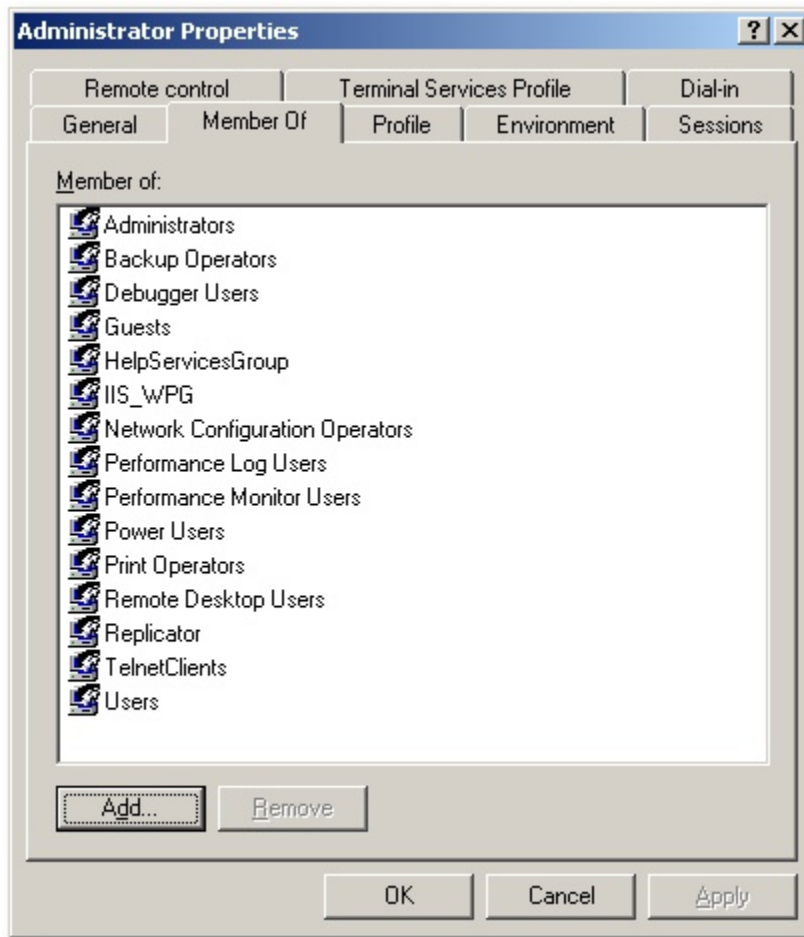 Administrator Properties
Remote control Terminal Services Profile Dial-in
General Member Of Profile Environment Sessions
Member of:
Administrators
Backup Operators
Debugger Users
Guests
HelpServicesGroup
IIS_WPG
Network Configuration Operators
Performance Log Users
Performance Monitor Users
Power Users
Print Operators
Remote Desktop Users
Replicator
TelnetClients
Users
Add... Remove
OK Cancel Apply